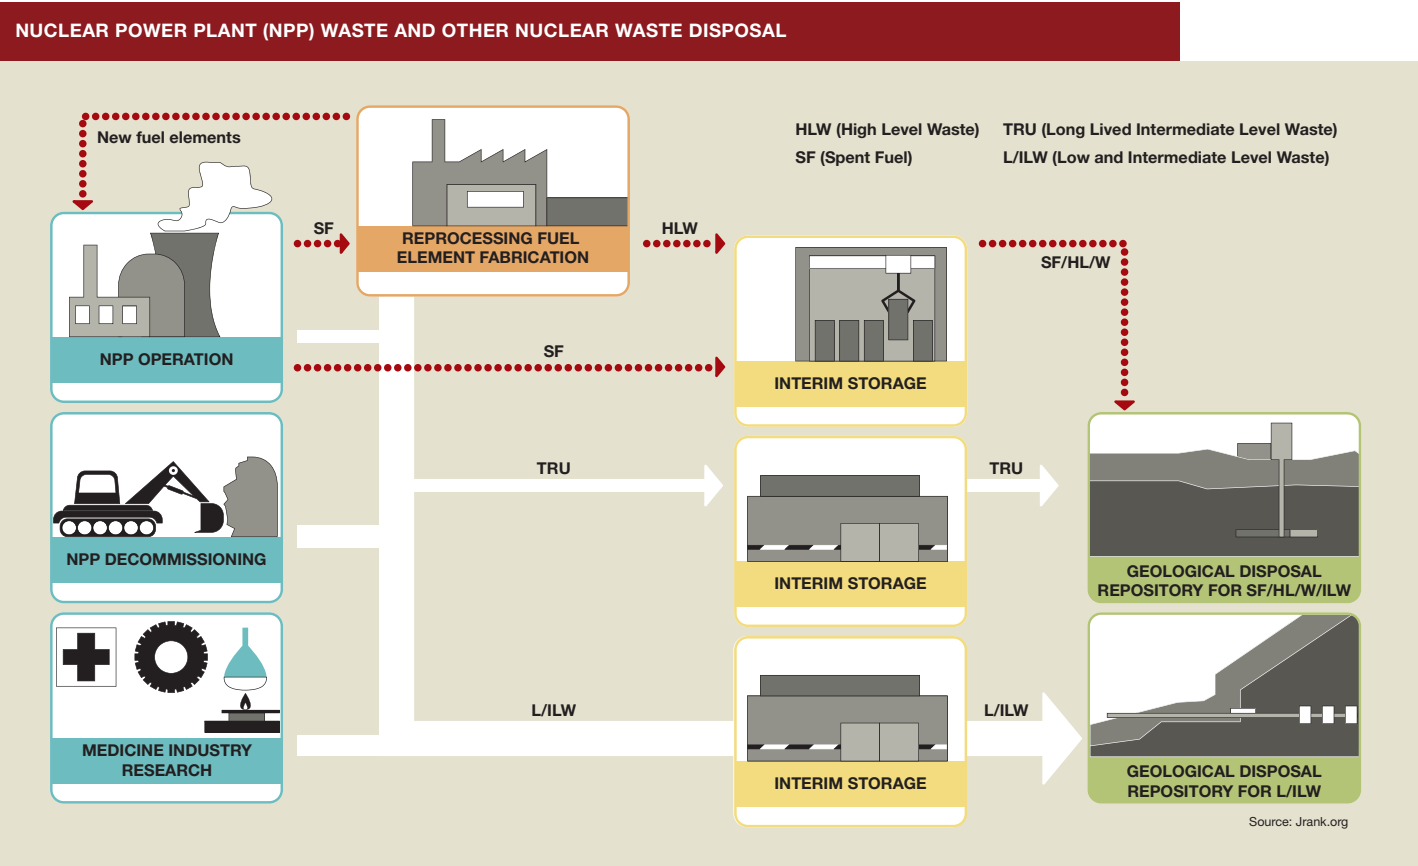 NUCLEAR POWER PLANT (NPP) WASTE AND OTHER NUCLEAR WASTE DISPOSAL
New fuel elements
HLW (High Level Waste)
TRU (Long Lived Intermediate Level Waste)
SF (Spent Fuel)
L/ILW (Low and Intermediate Level Waste)
SF
REPROCESSING FUEL
ELEMENT FABRICATION
HLW
SF/HL/W
NPP OPERATION
SF
INTERIM STORAGE
TRU
TRU
NPP DECOMMISSIONING
INTERIM STORAGE
GEOLOGICAL DISPOSAL
REPOSITORY FOR SF/HL/W/ILW
L/ILW
L/ILW
MEDICINE INDUSTRY
RESEARCH
INTERIM STORAGE
GEOLOGICAL DISPOSAL
REPOSITORY FOR L/ILW
Source: Jrank.org